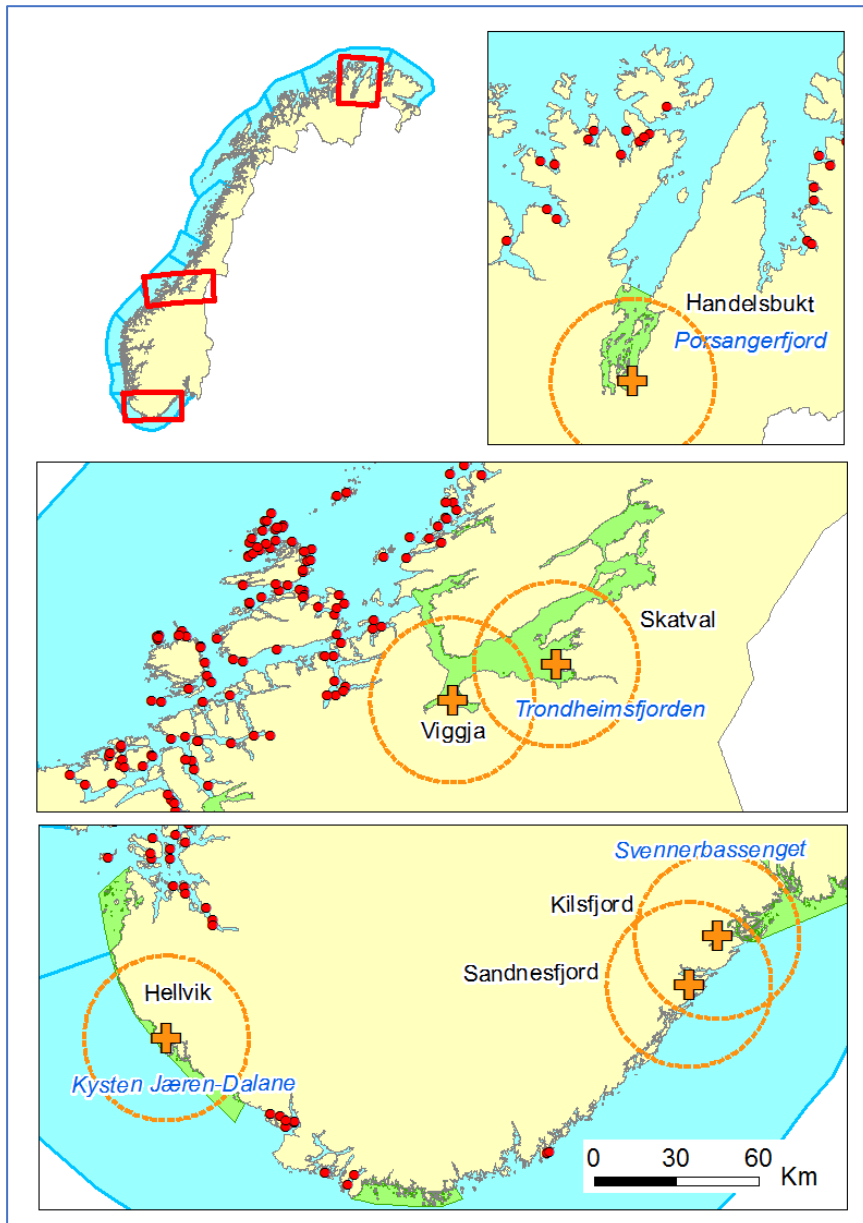 Handelsbukt
Porsangerfjord
Skatval
Trondheimsfjorden
Viggja
Svennerbassenget
Kilsfjord
Sandnesfjord
Hellvik
Kysten Jæren-Dalane
0 30 60
Km